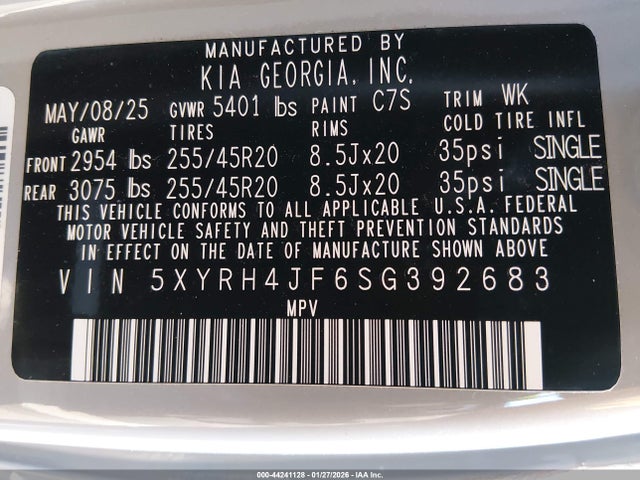 MANUFACTURED BY
KIA GEORGIA, INC.
MAY/08/25 GVWR 5401 lbs PAINT C7S TRIM WK
GAWR TIRES RIMS COLD TIRE INFL
FRONT 2954 lbs 255/45R20 8.5Jx20 35psi SINGLE
REAR 3075 lbs 255/45R20 8.5Jx20 35psi SINGLE
THIS VEHICLE CONFORMS TO ALL APPLICABLE U.S.A. FEDERAL
MOTOR VEHICLE SAFETY AND THEFT PREVENTION STANDARDS
IN EFFECT ON THE DATE OF MANUFACTURE SHOWN ABOVE
VIN 5XYRH4JF6SG392683
MPV
000-44241128 - 01/27/2026 - IAA Inc.